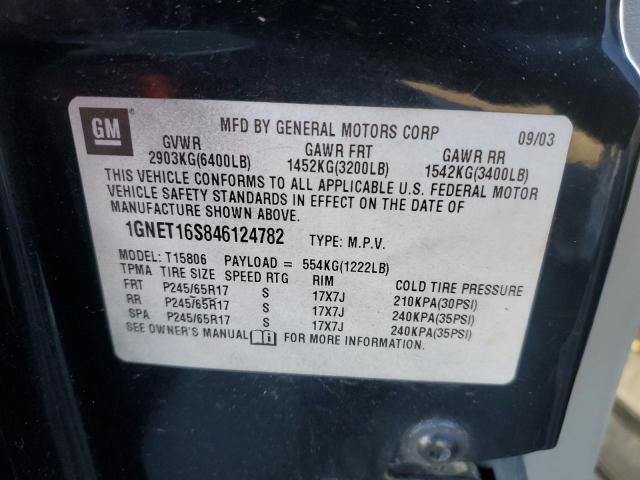 GM
MFD BY GENERAL MOTORS CORP 09/03
GVWR GAWR FRT GAWR RR
2903KG(6400LB) 1452KG(3200LB) 1542KG(3400LB)
THIS VEHICLE CONFORMS TO ALL APPLICABLE U.S. FEDERAL MOTOR
VEHICLE SAFETY STANDARDS IN EFFECT ON THE DATE OF
MANUFACTURE SHOWN ABOVE.
1GNET16S846124782 TYPE: M.P.V.
MODEL: T15806 PAYLOAD = 554KG(1222LB)
TPMA TIRE SIZE SPEED RTG RIM COLD TIRE PRESSURE
FRT P245/65R17 S 17X7J 210KPA(30PSI)
RR P245/65R17 S 17X7J 240KPA(35PSI)
SPA P245/65R17 S 17X7J 240KPA(35PSI)
SEE OWNER'S MANUAL FOR MORE INFORMATION.